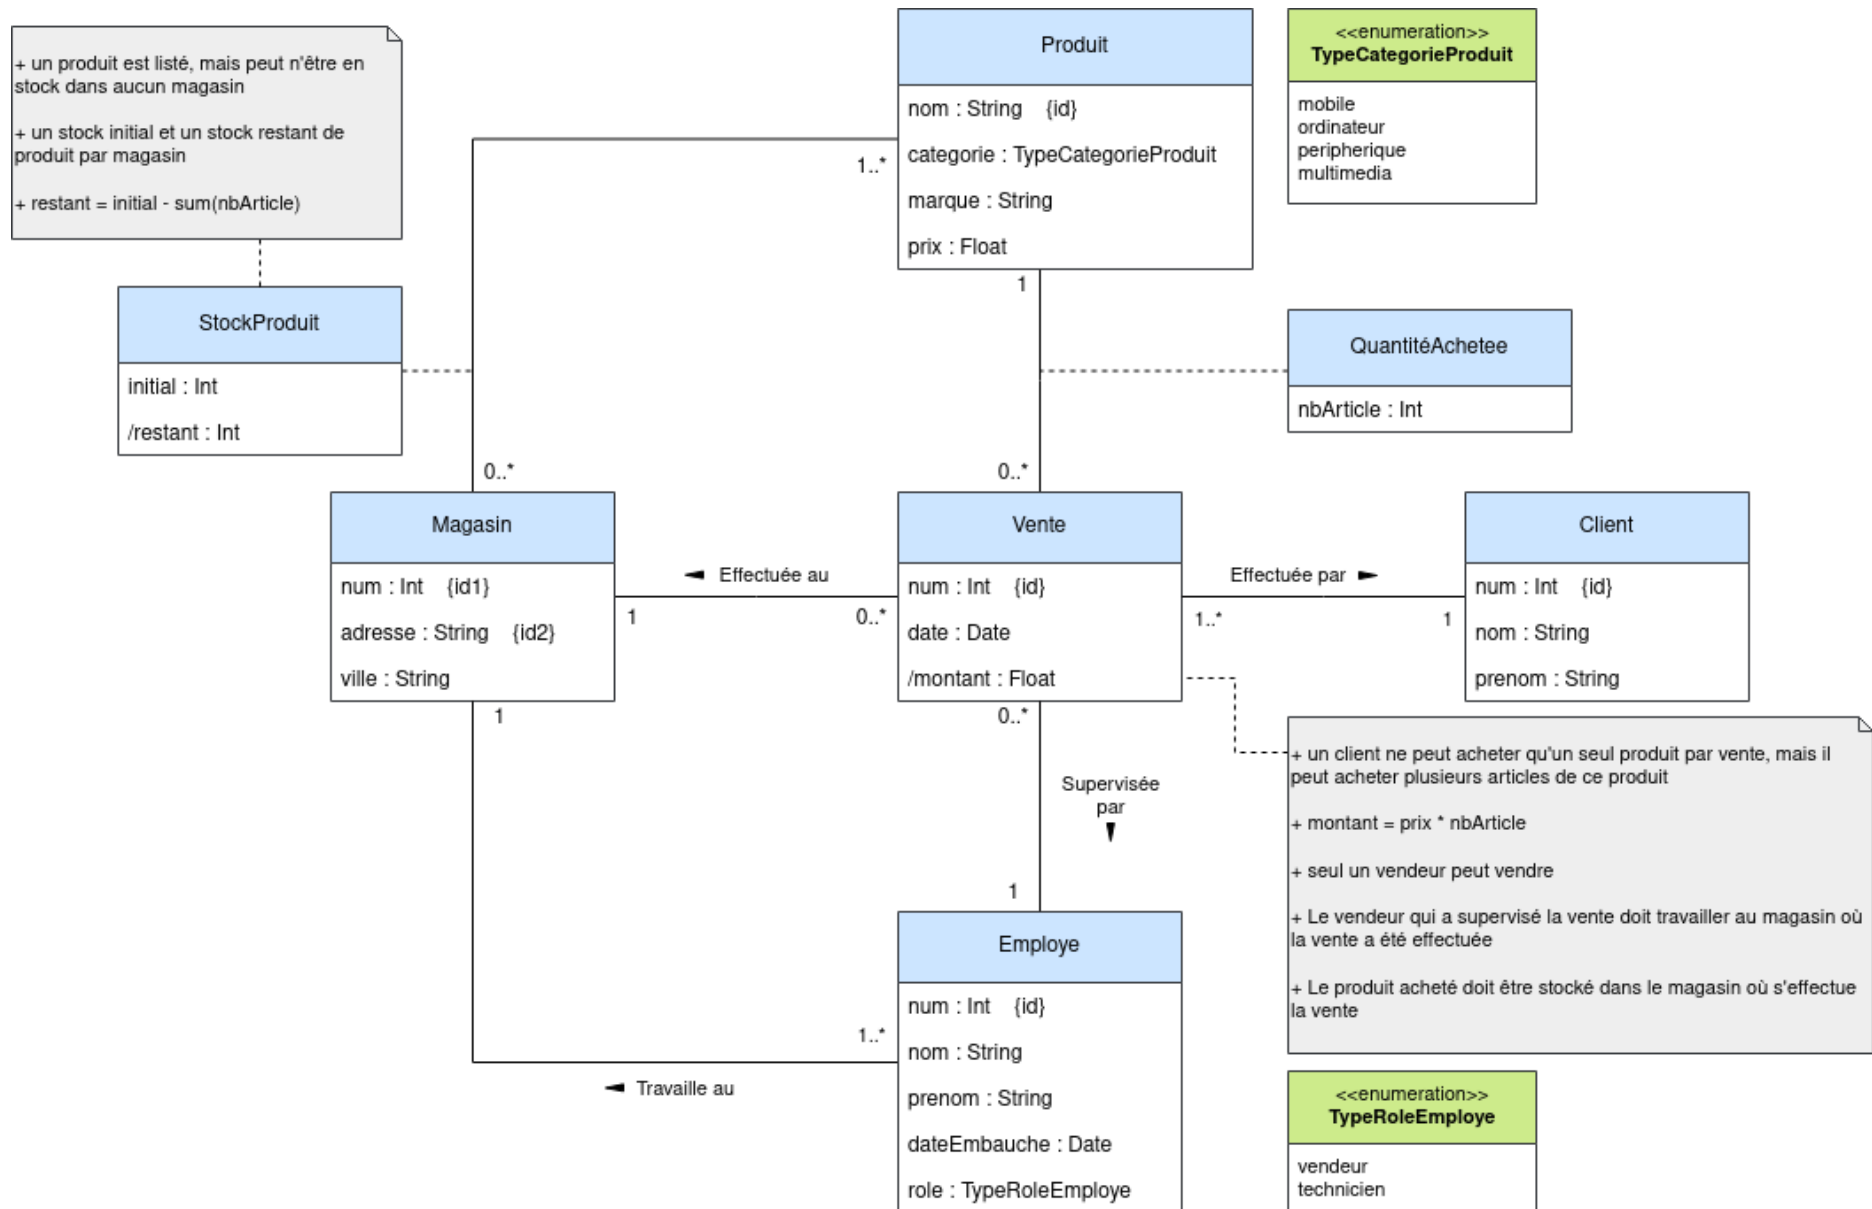 + un produit est listé, mais peut n'être en
stock dans aucun magasin
+ un stock initial et un stock restant de
produit par magasin
+ restant = initial - sum(nbArticle)
Produit
nom : String {id}
categorie : TypeCategorieProduit
marque : String
prix : Float
<<enumeration>>
TypeCategorieProduit
mobile
ordinateur
peripherique
multimedia
1..*
1
StockProduit
initial : Int
/restant : Int
QuantitéAchetee
nbArticle : Int
0..*
0..*
Magasin
num : Int {id1}
adresse : String {id2}
ville : String
Effectuée au
1
0..*
Vente
num : Int {id}
date : Date
/montant : Float
Effectuée par
1..*
1
Client
num : Int {id}
nom : String
prenom : String
1
0..*
Supervisée
par
1
+ un client ne peut acheter qu'un seul produit par vente, mais il
peut acheter plusieurs articles de ce produit
+ montant = prix * nbArticle
+ seul un vendeur peut vendre
+ Le vendeur qui a supervisé la vente doit travailler au magasin où
la vente a été effectuée
+ Le produit acheté doit être stocké dans le magasin où s'effectue
la vente
Employe
num : Int {id}
nom : String
prenom : String
dateEmbauche : Date
role : TypeRoleEmploye
1..*
Travaille au
<<enumeration>>
TypeRoleEmploye
vendeur
technicien